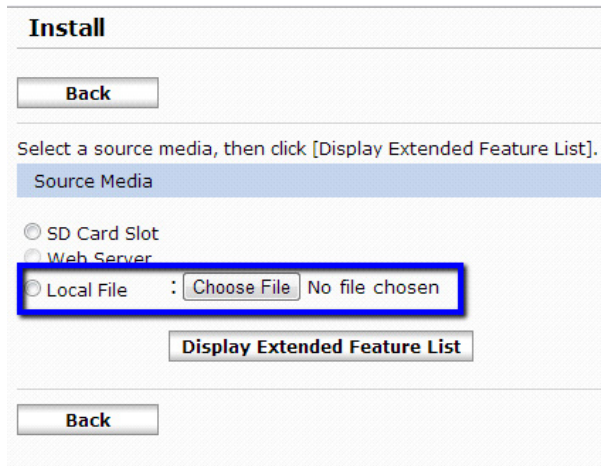 Install
Back
Select a source media, then click [Display Extended Feature List].
Source Media
SD Card Slot
Web Server
Local File : Choose File No file chosen
Display Extended Feature List
Back